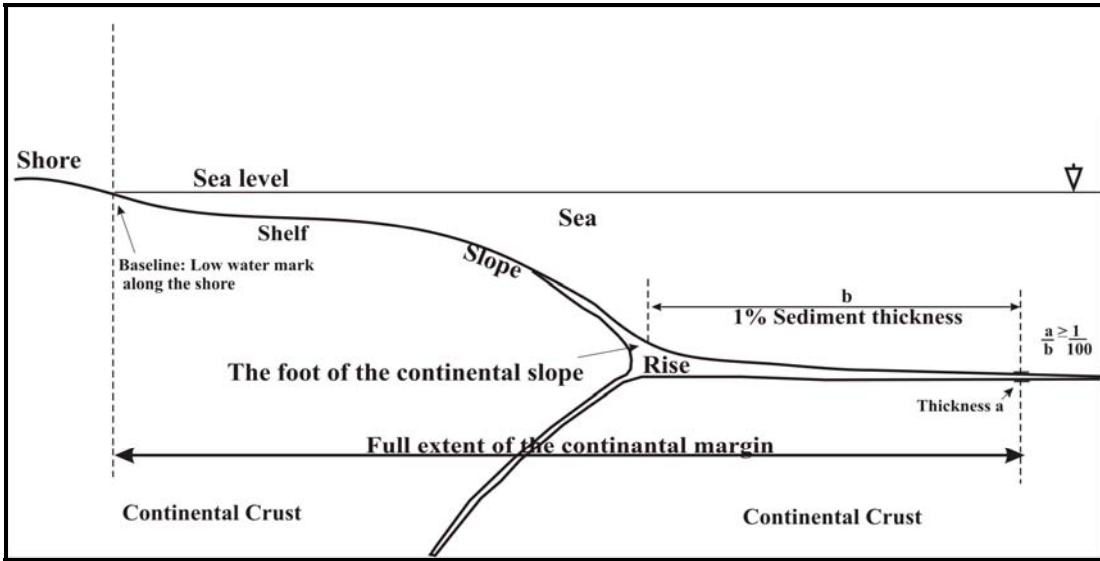 Shore
Sea level
Sea
Shelf
Slope
Baseline: Low water mark
along the shore
b
1% Sediment thickness
a/b ≥ 1/100
The foot of the continental slope
Rise
Thickness a
Full extent of the continantal margin
Continental Crust
Continental Crust